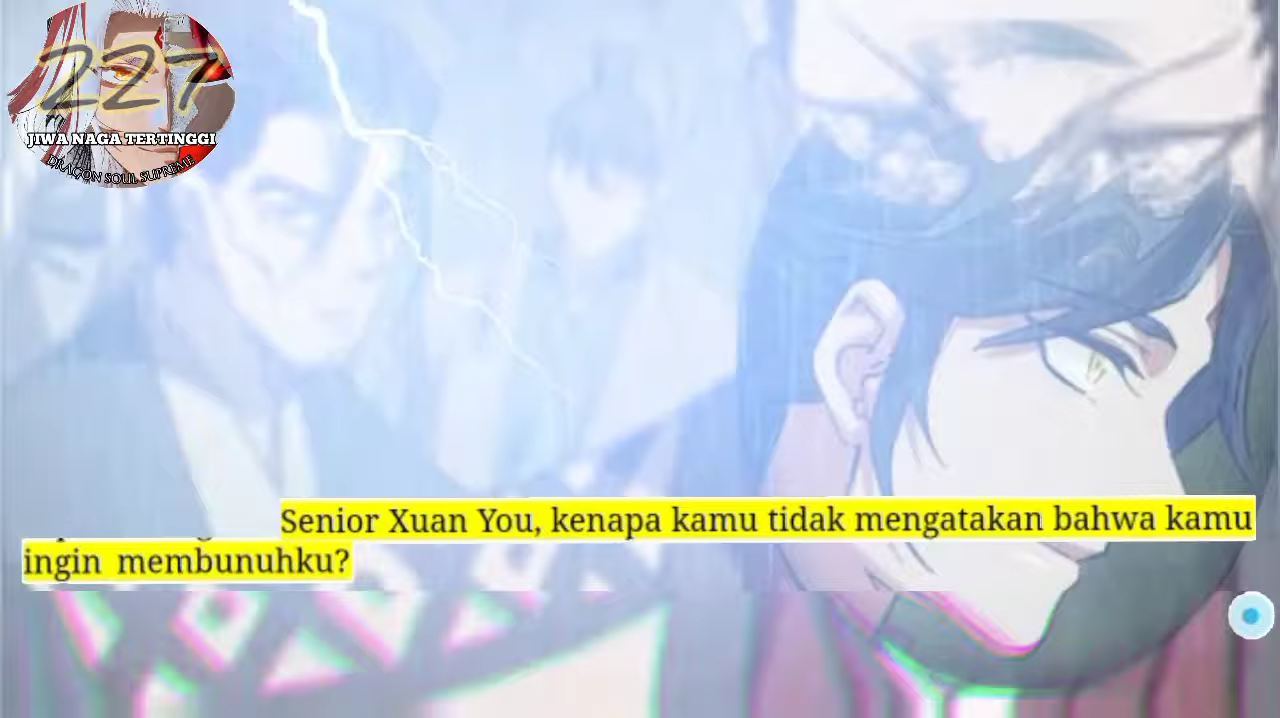 227
JIWA NAGA TERTINGGI
DRAGON SOUL SUPREME
Senior Xuan You, kenapa kamu tidak mengatakan bahwa kamu
ingin membunuhku?